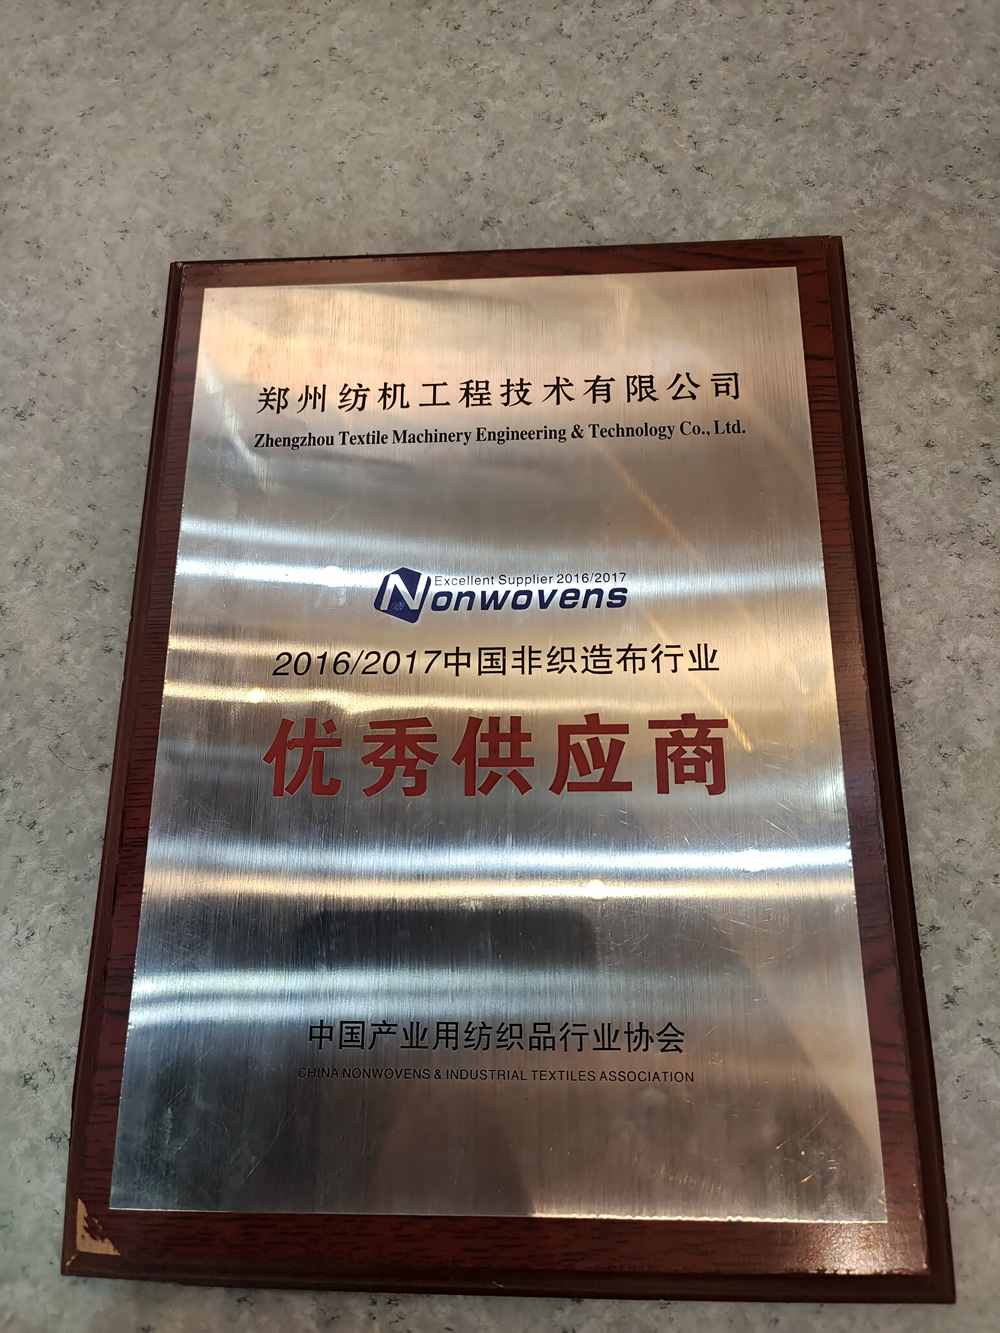 郑州纺机工程技术有限公司
Zhengzhou Textile Machinery Engineering & Technology Co., Ltd.
Excellent Supplier 2016/2017
Nonwovens
2016/2017中国非织造布行业
优秀供应商
中国产业用纺织品行业协会
CHINA NONWOVENS & INDUSTRIAL TEXTILES ASSOCIATION